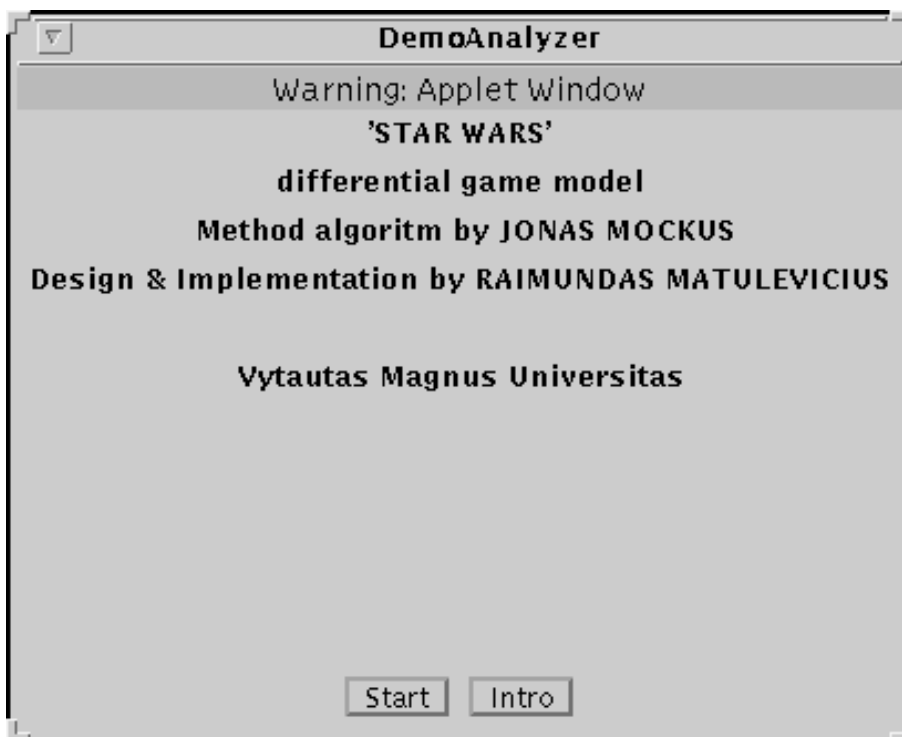 DemoAnalyzer
Warning: Applet Window
'STAR WARS'
differential game model
Method algoritm by JONAS MOCKUS
Design & Implementation by RAIMUNDAS MATULEVICIUS
Vytautas Magnus Universitas
Start Intro